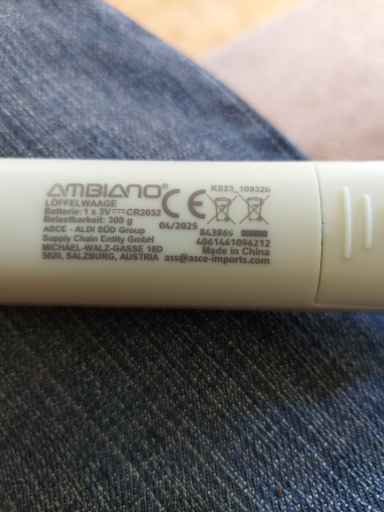 AMBIANO®
KS23_10932b
LÖFFELWAAGE
Batterie: 1 x 3V CR2032
Belastbarkeit: 300 g
04/2025
ASCE - ALDI SÜD Group
Supply Chain Entity GmbH
4061461096212
MICHAEL-WALZ-GASSE 18D
Made in China
5020, SALZBURG, AUSTRIA ass@asce-imports.com